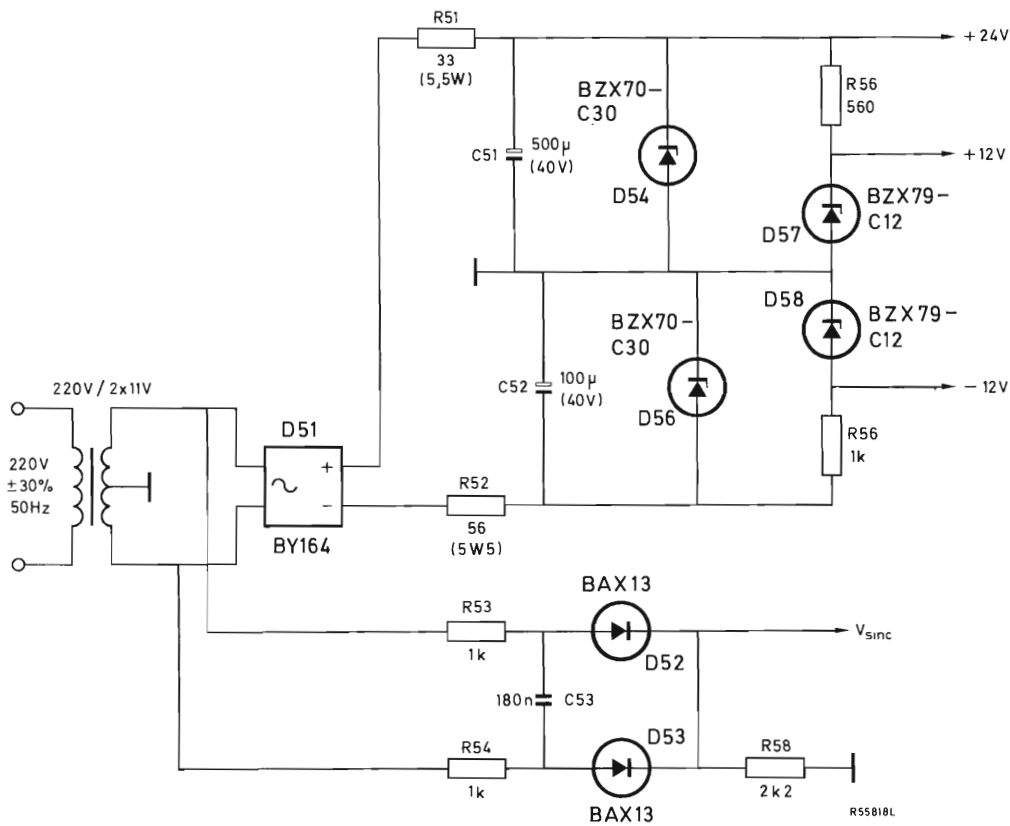 R51
33
(5,5W)
+24V
R56
560
BZX70-
C30
C51
500µ
(40V)
D54
+12V
BZX79-
C12
D57
D58
BZX79-
C12
BZX70-
C30
C52
100µ
(40V)
D56
-12V
R56
1k
220V / 2x11V
220V
±30%
50Hz
D51
+
-
BY164
R52
56
(5W5)
R53
1k
BAX13
D52
Vsinc
180n
C53
R54
1k
D53
BAX13
R58
2k2
R55818L